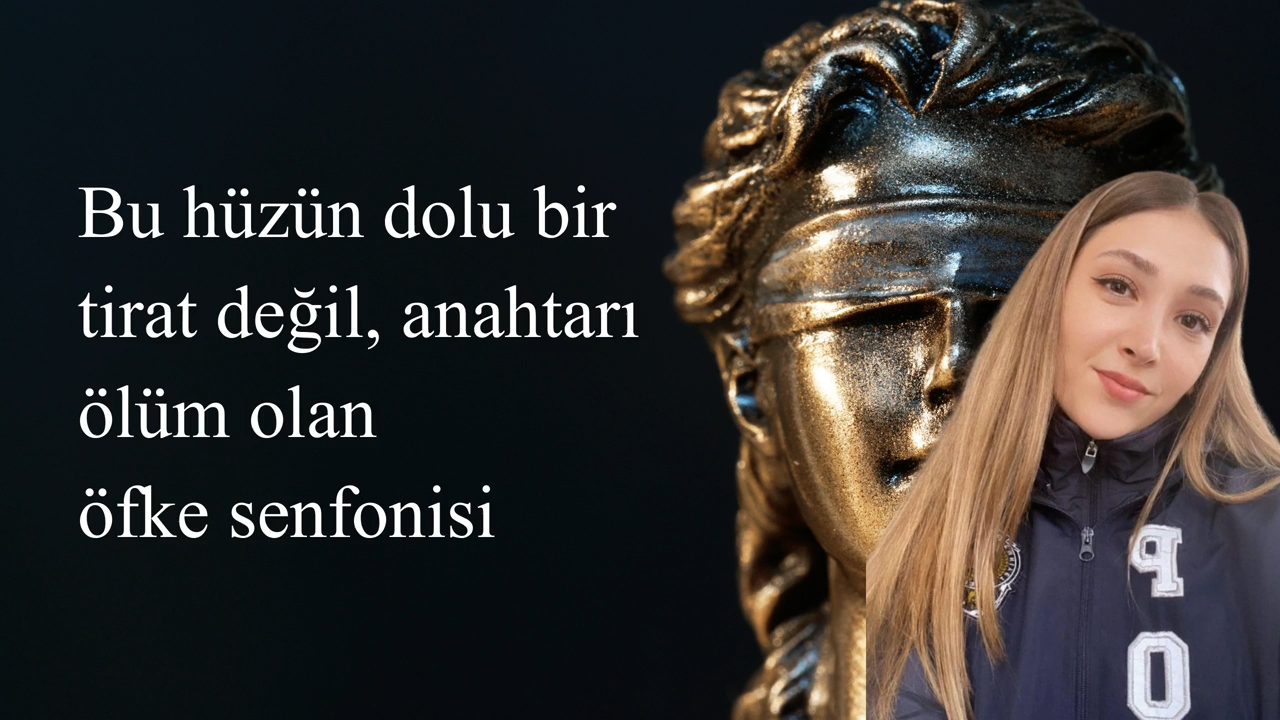 Bu hüzün dolu bir
tirat değil, anahtarı
ölüm olan
öfke senfonisi
P
O